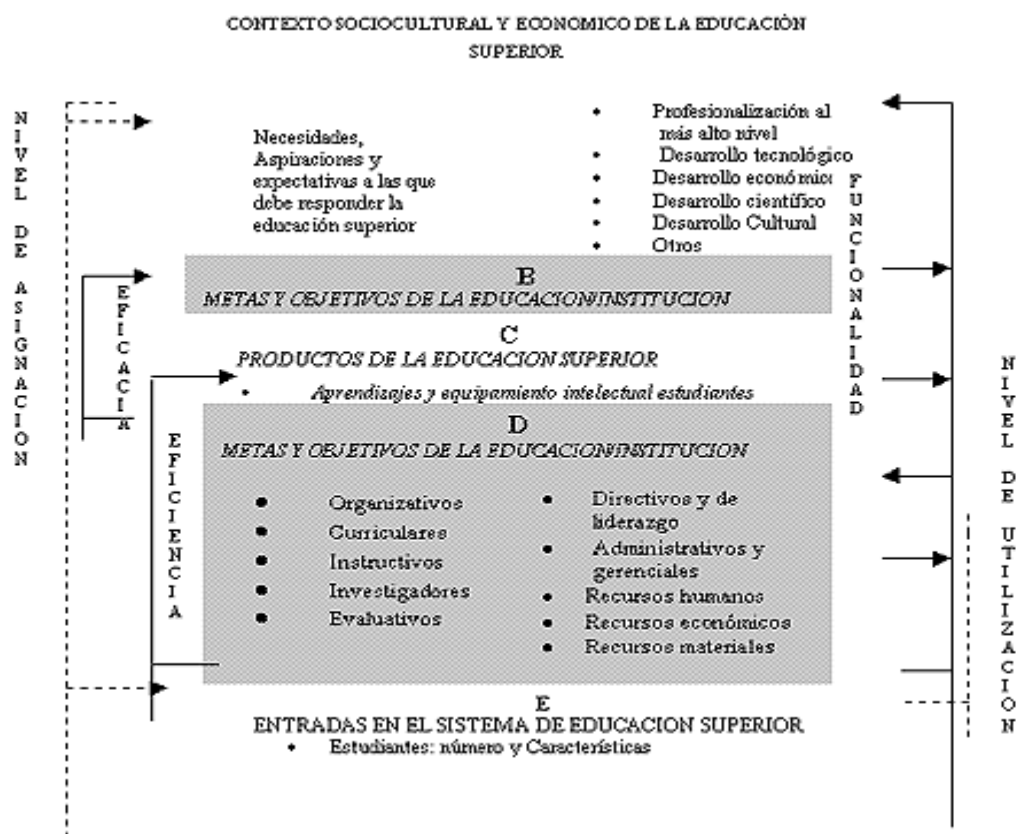 CONTEXTO SOCIOCULTURAL Y ECONOMICO DE LA EDUCACIÓN
SUPERIOR
NIVEL DE ASIGNACION
Necesidades,
Aspiraciones y
expectativas a las que
debe responder la
educación superior
• Profesionalización al
más alto nivel
• Desarrollo tecnológico
• Desarrollo económico
• Desarrollo científico
• Desarrollo Cultural
• Otros
FUNCIONALIDAD
EFICACIA
B
METAS Y OBJETIVOS DE LA EDUCACION/INSTITUCION
C
PRODUCTOS DE LA EDUCACION SUPERIOR
• Aprendizajes y equipamiento intelectual estudiantes
NIVEL DE UTILIZACION
EFICIENCIA
D
METAS Y OBJETIVOS DE LA EDUCACION/INSTITUCION
• Organizativos
• Curriculares
• Instructivos
• Investigadores
• Evaluativos
• Directivos y de
liderazgo
• Administrativos y
gerenciales
• Recursos humanos
• Recursos económicos
• Recursos materiales
E
ENTRADAS EN EL SISTEMA DE EDUCACION SUPERIOR
• Estudiantes: número y Características